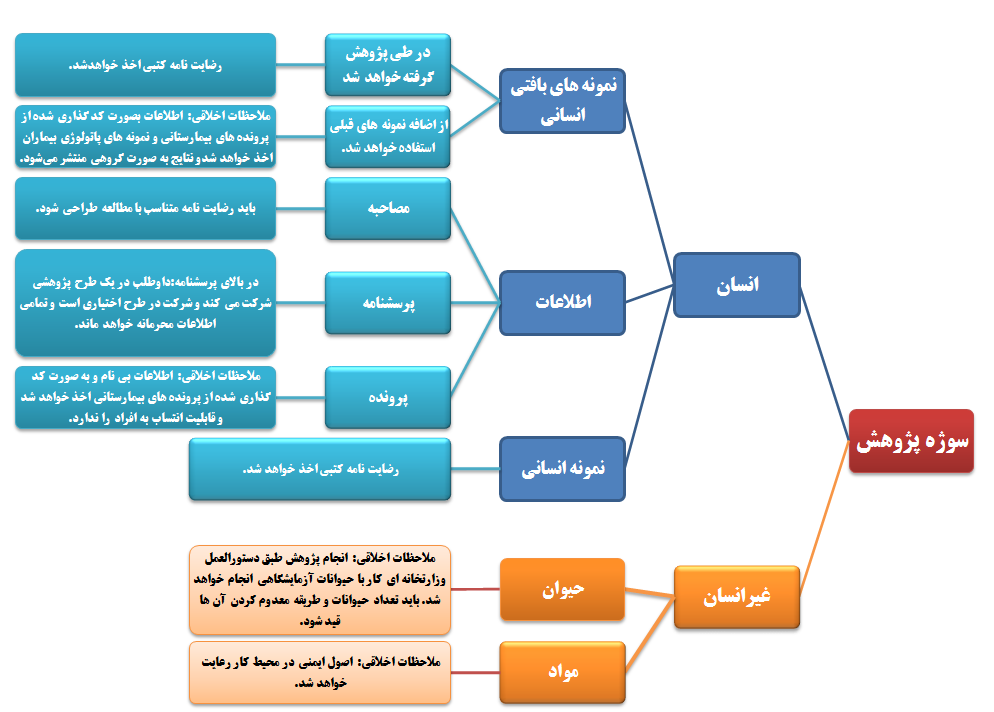 سوژه پژوهش
انسان
نمونه های بافتی
انسانی
در طی پژوهش
گرفته خواهد شد
رضایت نامه کتبی اخذ خواهدشد.
از اضافه نمونه های قبلی
استفاده خواهد شد.
ملاحظات اخلاقی: اطلاعات بصورت کد گذاری شده از
پرونده های بیمارستانی و نمونه های پاتولوژی بیماران
اخذ خواهد شد و نتایج به صورت گروهی منتشر می‌شود.
اطلاعات
مصاحبه
باید رضایت نامه متناسب با مطالعه طراحی شود.
پرسشنامه
در بالای پرسشنامه:داوطلب در یک طرح پژوهشی
شرکت می کند و شرکت در طرح اختیاری است و تمامی
اطلاعات محرمانه خواهد ماند.
پرونده
ملاحظات اخلاقی: اطلاعات بی نام و به صورت کد
گذاری شده از پرونده های بیمارستانی اخذ خواهد شد
و قابلیت انتساب به افراد را ندارد.
نمونه انسانی
رضایت نامه کتبی اخذ خواهد شد.
غیرانسان
حیوان
ملاحظات اخلاقی: انجام پژوهش طبق دستورالعمل
وزارتخانه ای کار با حیوانات آزمایشگاهی انجام خواهد
شد. باید تعداد حیوانات و طریقه معدوم کردن آن ها
قید شود.
مواد
ملاحظات اخلاقی: اصول ایمنی در محیط کار رعایت
خواهد شد.